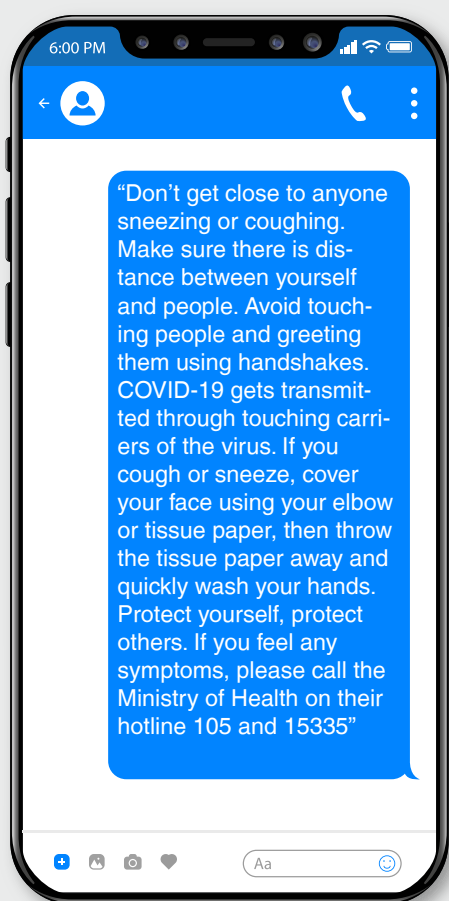 6:00 PM
“Don’t get close to anyone
sneezing or coughing.
Make sure there is dis-
tance between yourself
and people. Avoid touch-
ing people and greeting
them using handshakes.
COVID-19 gets transmit-
ted through touching carri-
ers of the virus. If you
cough or sneeze, cover
your face using your elbow
or tissue paper, then throw
the tissue paper away and
quickly wash your hands.
Protect yourself, protect
others. If you feel any
symptoms, please call the
Ministry of Health on their
hotline 105 and 15335”
Aa